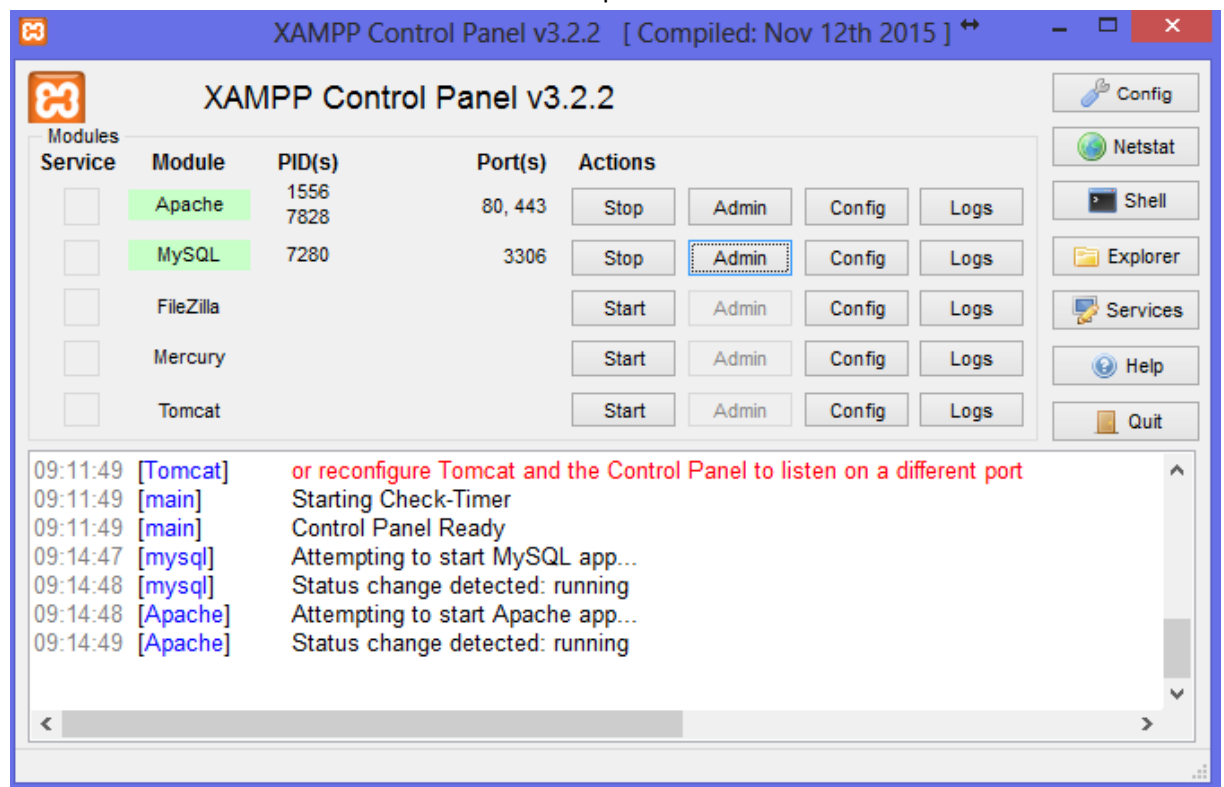 XAMPP Control Panel v3.2.2 [ Compiled: Nov 12th 2015 ]
XAMPP Control Panel v3.2.2
Config
Modules
Service Module PID(s) Port(s) Actions
Netstat
Apache 1556 7828 80, 443 Stop Admin Config Logs
Shell
MySQL 7280 3306 Stop Admin Config Logs
Explorer
FileZilla Start Admin Config Logs
Services
Mercury Start Admin Config Logs
Help
Tomcat Start Admin Config Logs
Quit
09:11:49 [Tomcat] or reconfigure Tomcat and the Control Panel to listen on a different port
09:11:49 [main] Starting Check-Timer
09:11:49 [main] Control Panel Ready
09:14:47 [mysql] Attempting to start MySQL app...
09:14:48 [mysql] Status change detected: running
09:14:48 [Apache] Attempting to start Apache app...
09:14:49 [Apache] Status change detected: running